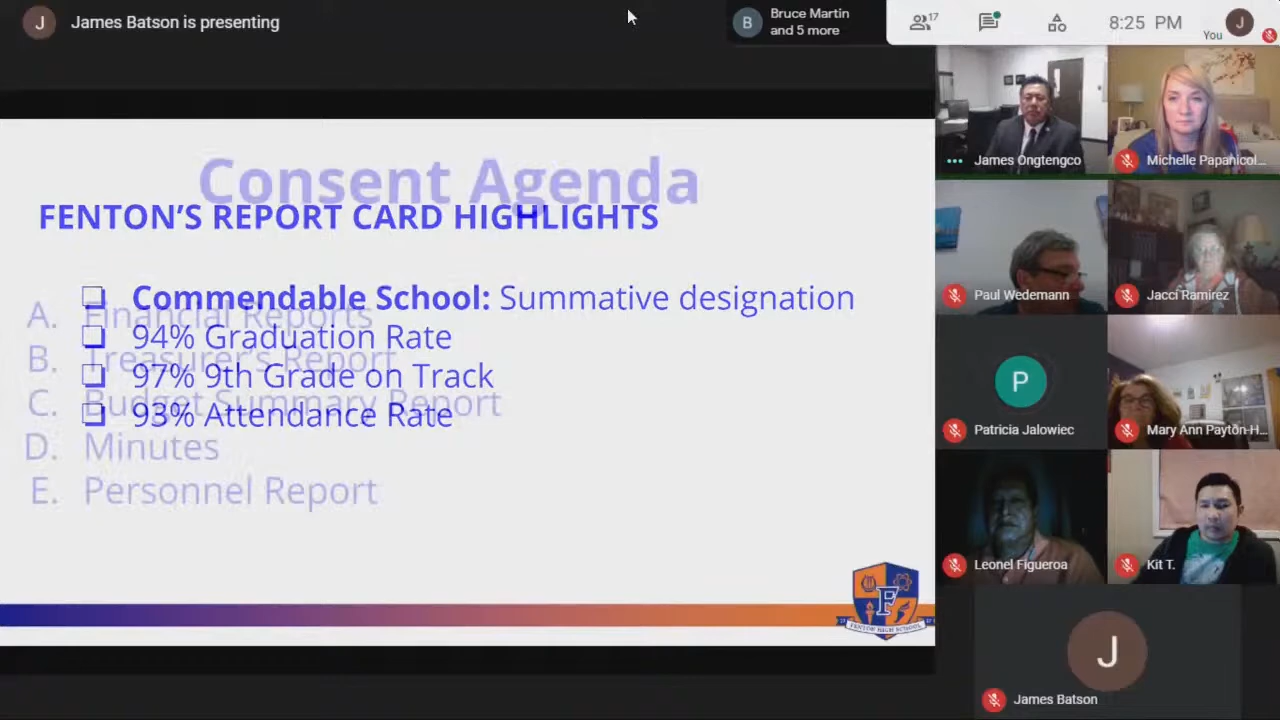 J James Batson is presenting
B Bruce Martin
and 5 more
17
8:25 PM
You J
Consent Agenda
FENTON'S REPORT CARD HIGHLIGHTS
Commendable School: Summative designation
A. Financial Reports
94% Graduation Rate
B. Treasurer's Report
97% 9th Grade on Track
C. Budget Summary Report
93% Attendance Rate
D. Minutes
E. Personnel Report
F
FENTON HIGH SCHOOL
James Ongtengco
Michelle Papanicol...
Paul Wedemann
Jacci Ramirez
P
Patricia Jalowiec
Mary Ann Payton-H...
Leonel Figueroa
Kit T.
J
James Batson